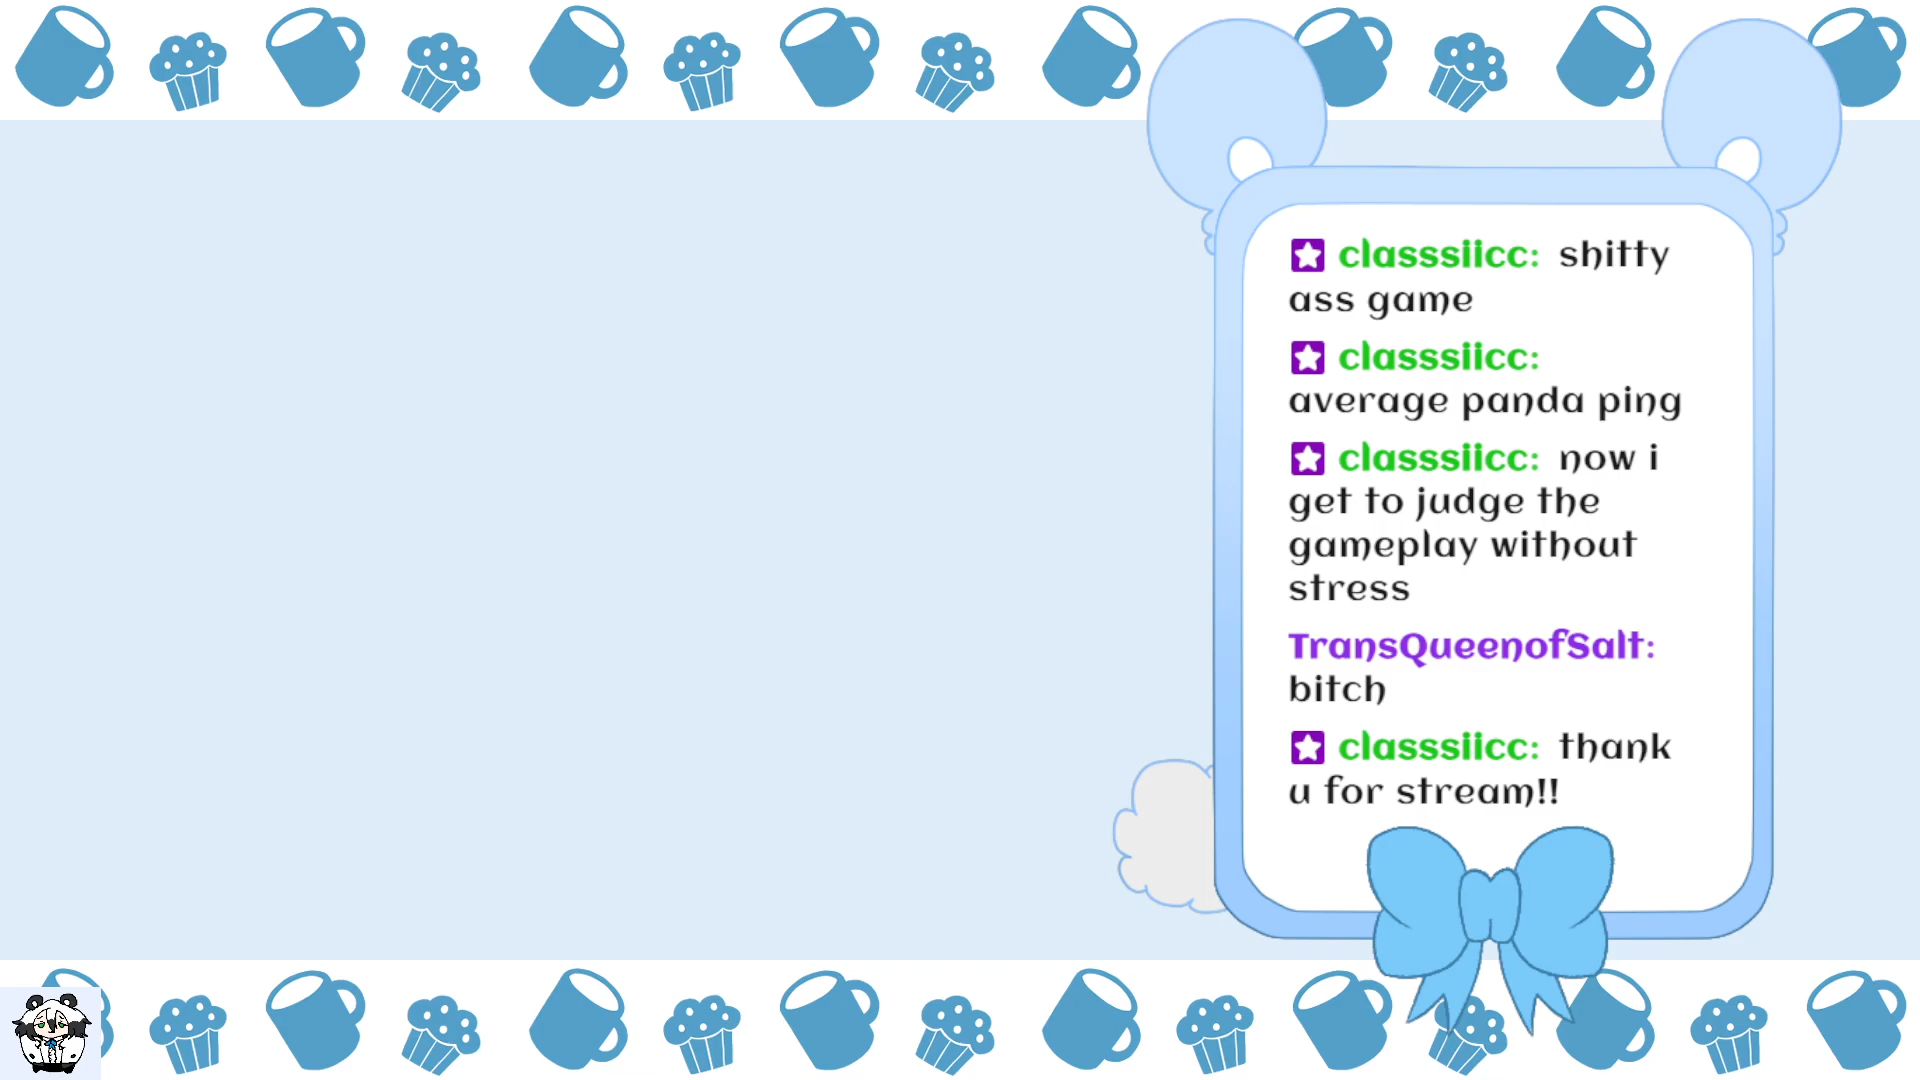 classsiicc: shitty
ass game
classsiicc:
average panda ping
classsiicc: now i
get to judge the
gameplay without
stress
TransQueenofSalt:
bitch
classsiicc: thank
u for stream!!